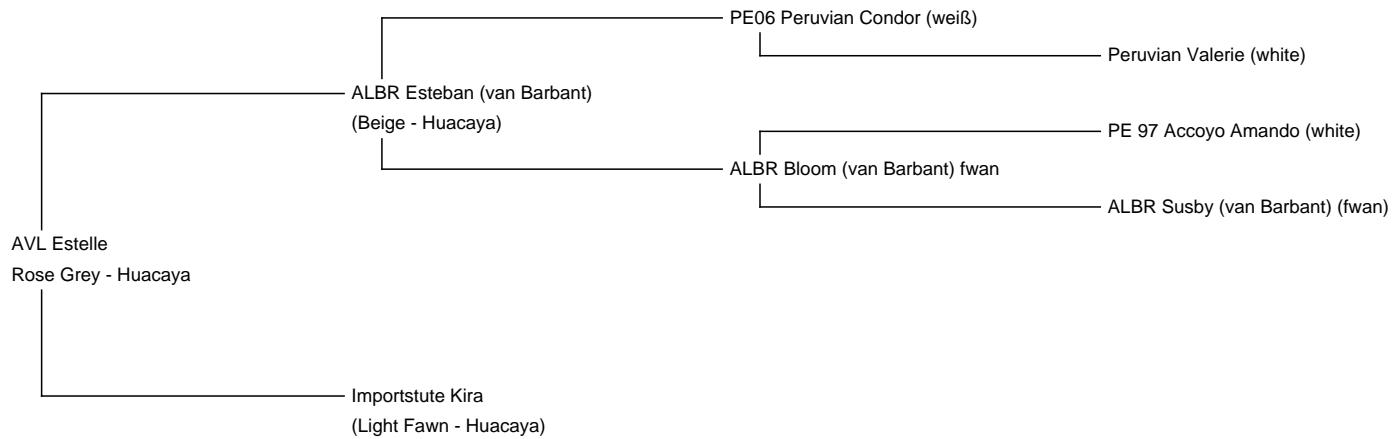 PE06 Peruvian Condor (weiß)
Peruvian Valerie (white)
ALBR Esteban (van Barbant)
(Beige - Huacaya)
PE 97 Accoyo Amando (white)
ALBR Bloom (van Barbant) fwan
ALBR Susby (van Barbant) (fwan)
AVL Estelle
Rose Grey - Huacaya
Importstute Kira
(Light Fawn - Huacaya)